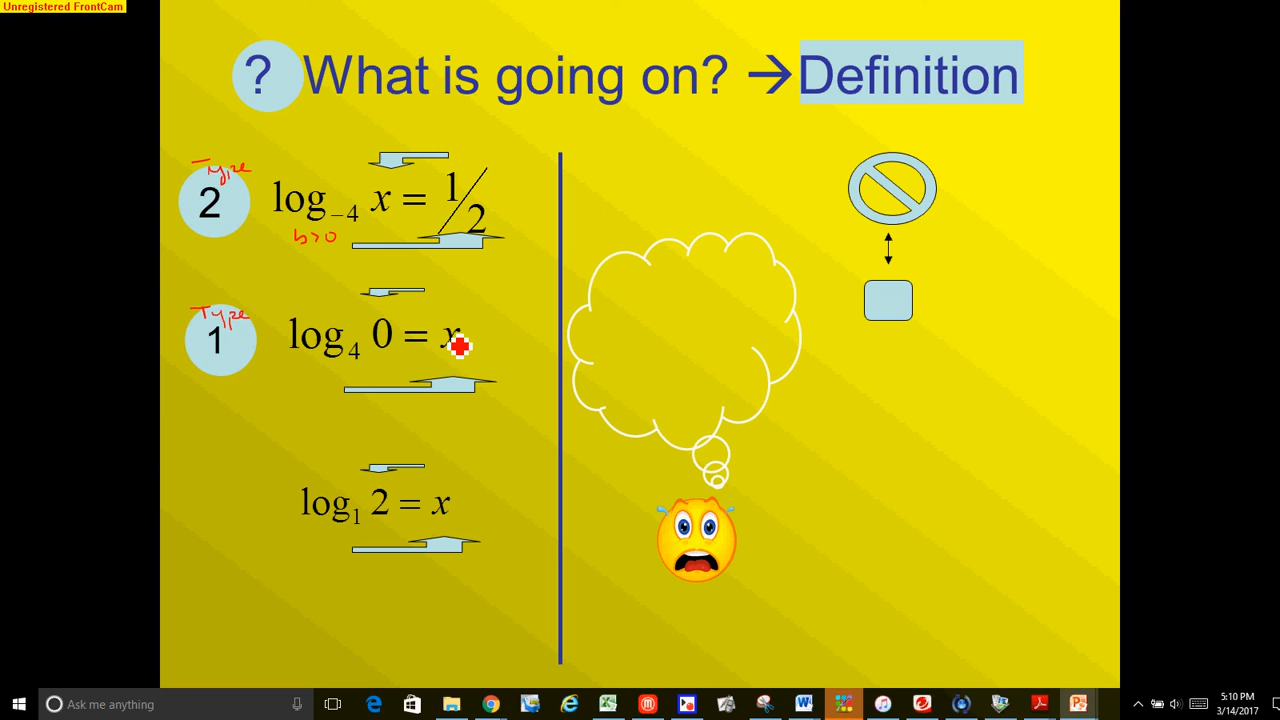 Unregistered FrontCam
? What is going on? → Definition
Type
2
log₋₄ x = 1/2
b>0
Type
1
log₄ 0 = x
log₁ 2 = x
Ask me anything
5:10 PM
3/14/2017